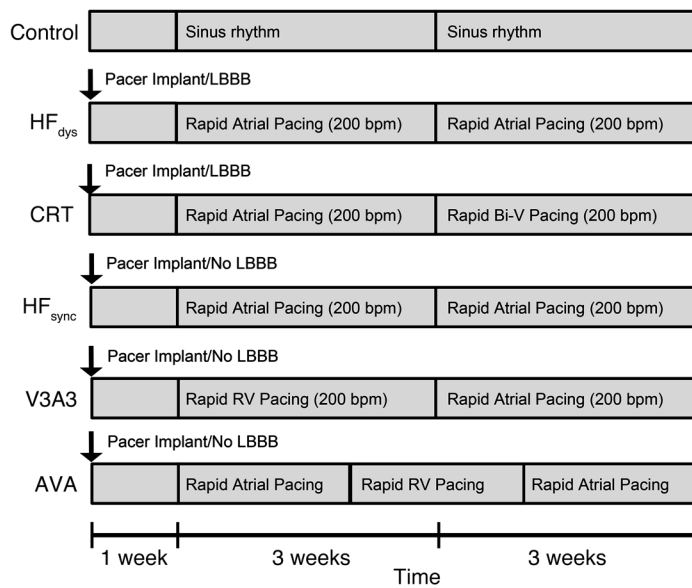 Control
Sinus rhythm
Sinus rhythm
Pacer Implant/LBBB
HFdys
Rapid Atrial Pacing (200 bpm)
Rapid Atrial Pacing (200 bpm)
Pacer Implant/LBBB
CRT
Rapid Atrial Pacing (200 bpm)
Rapid Bi-V Pacing (200 bpm)
Pacer Implant/No LBBB
HFsync
Rapid Atrial Pacing (200 bpm)
Rapid Atrial Pacing (200 bpm)
Pacer Implant/No LBBB
V3A3
Rapid RV Pacing (200 bpm)
Rapid Atrial Pacing (200 bpm)
Pacer Implant/No LBBB
AVA
Rapid Atrial Pacing
Rapid RV Pacing
Rapid Atrial Pacing
1 week
3 weeks
3 weeks
Time